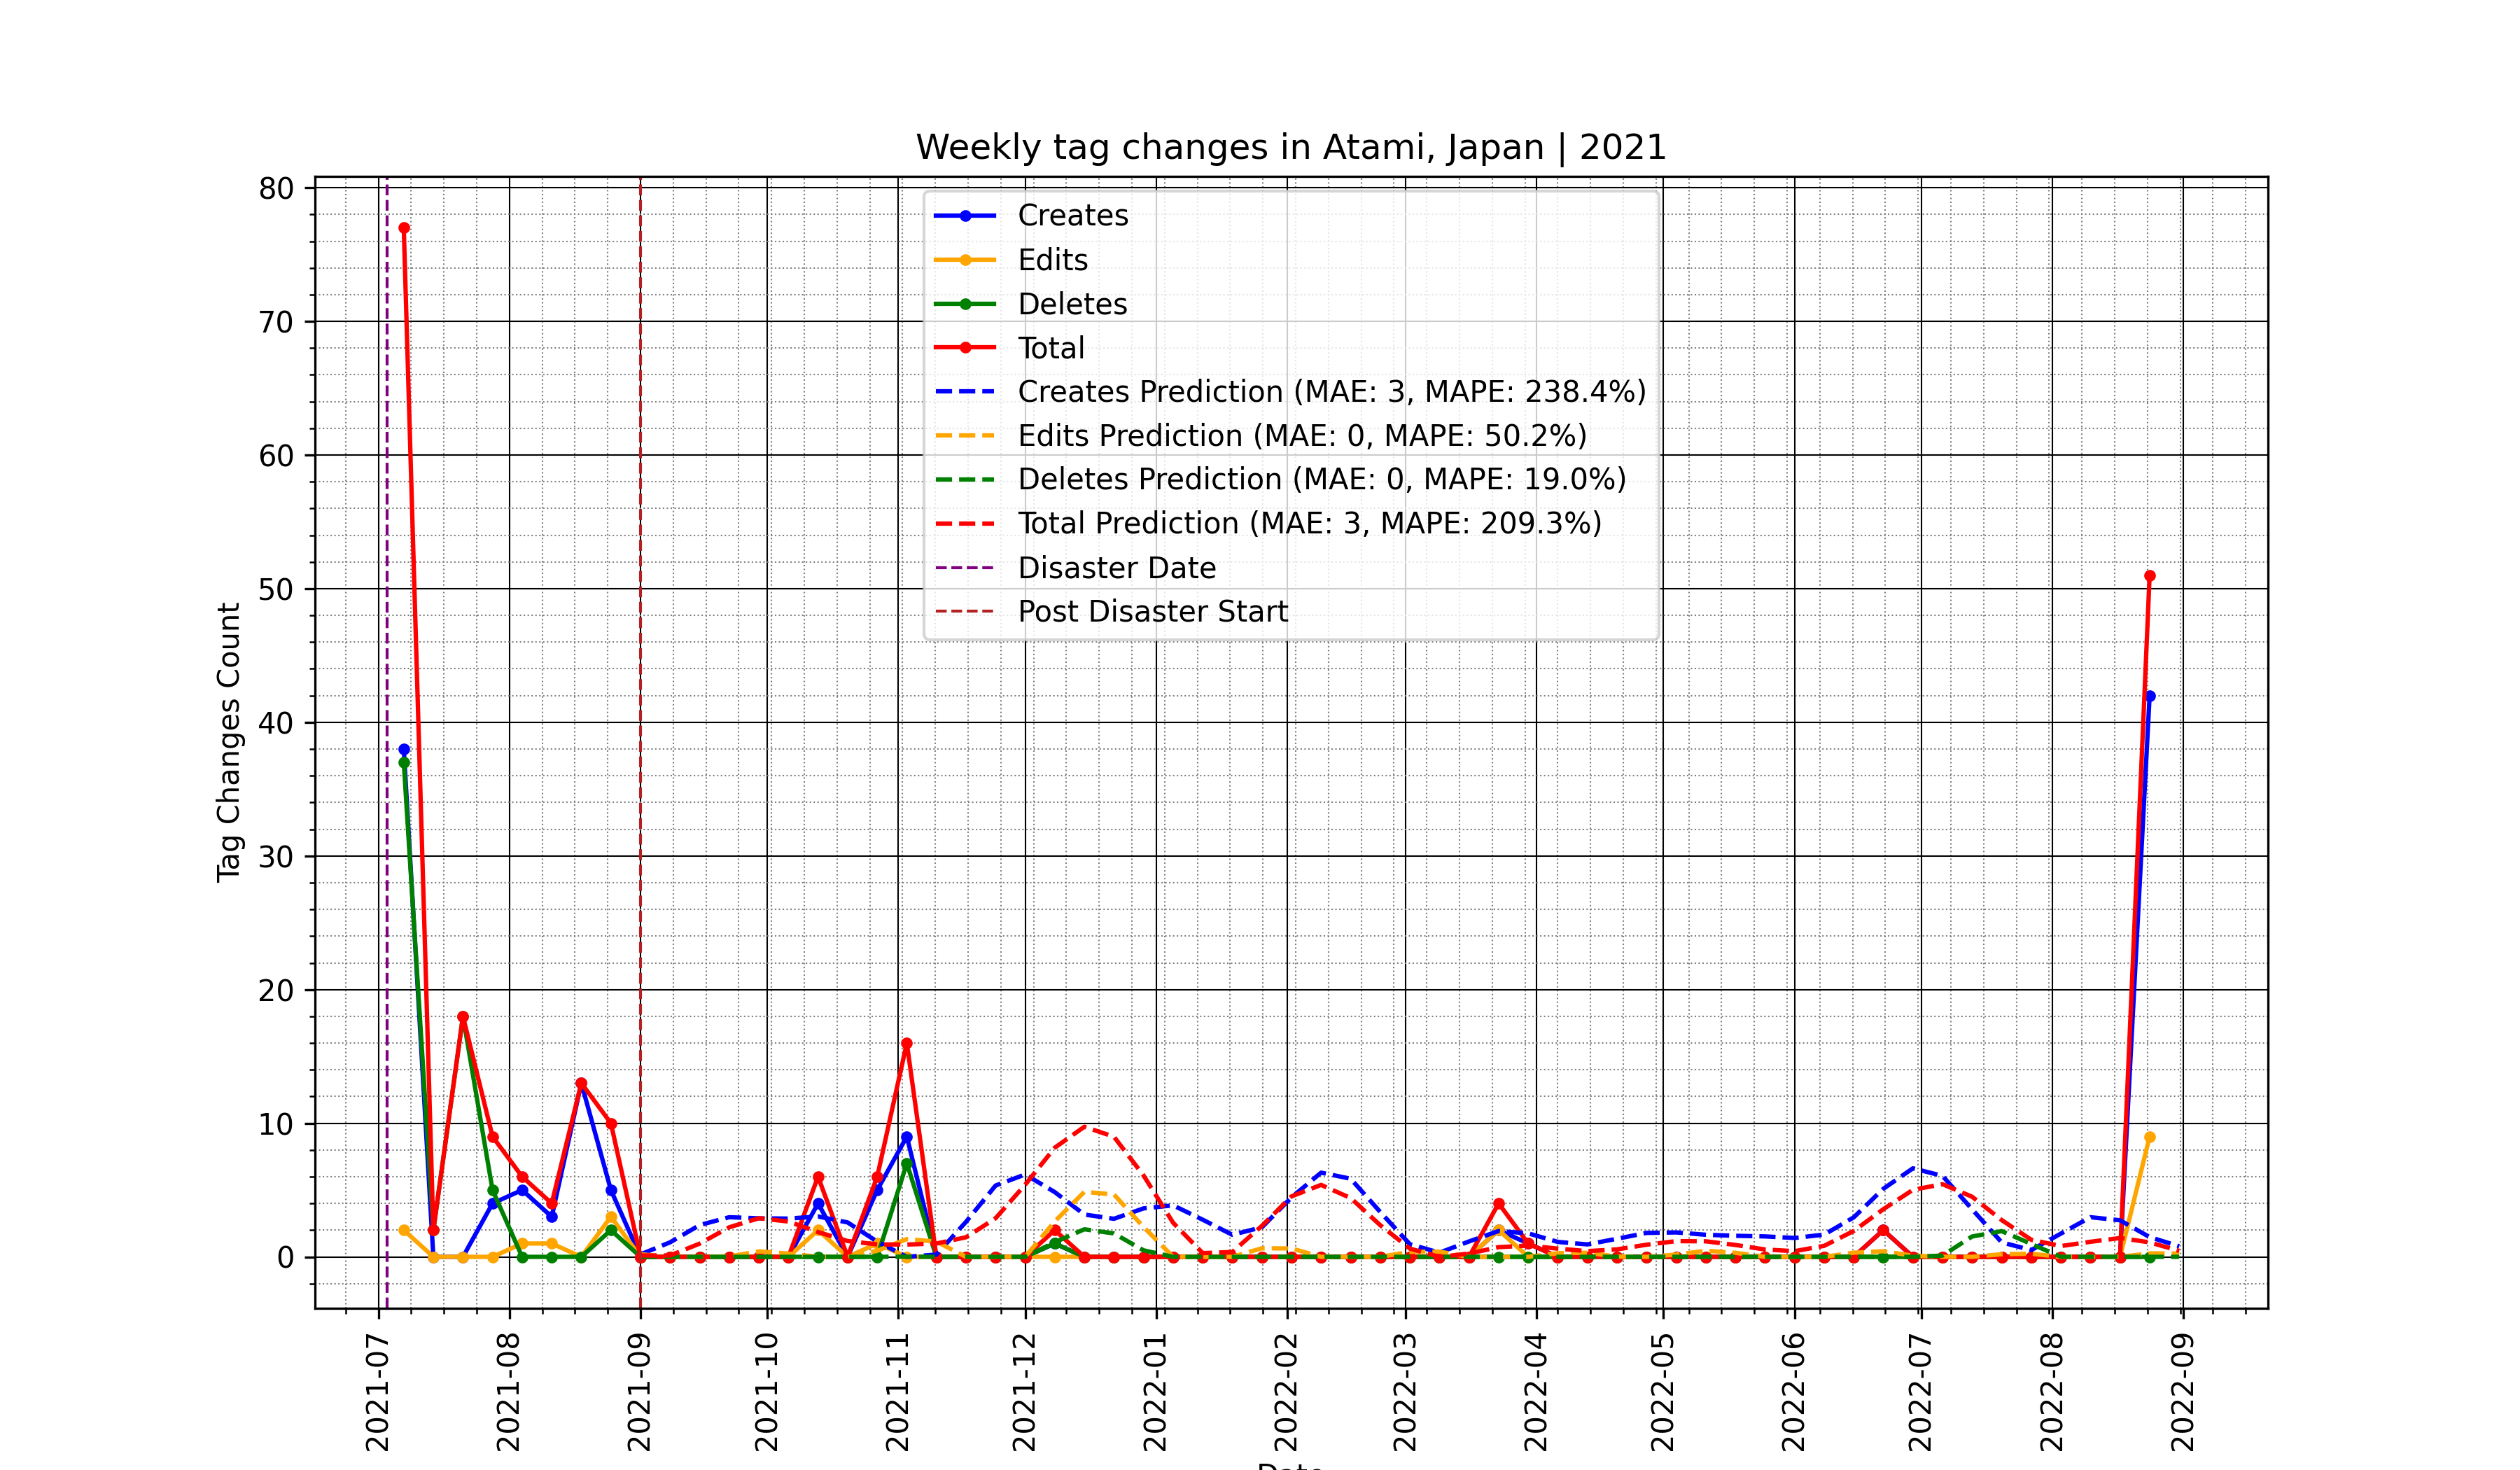 Weekly tag changes in Atami, Japan | 2021
80
70
60
50
40
30
20
10
0
Tag Changes Count
Creates
Edits
Deletes
Total
Creates Prediction (MAE: 3, MAPE: 238.4%)
Edits Prediction (MAE: 0, MAPE: 50.2%)
Deletes Prediction (MAE: 0, MAPE: 19.0%)
Total Prediction (MAE: 3, MAPE: 209.3%)
Disaster Date
Post Disaster Start
2021-07
2021-08
2021-09
2021-10
2021-11
2021-12
2022-01
2022-02
2022-03
2022-04
2022-05
2022-06
2022-07
2022-08
2022-09
Date